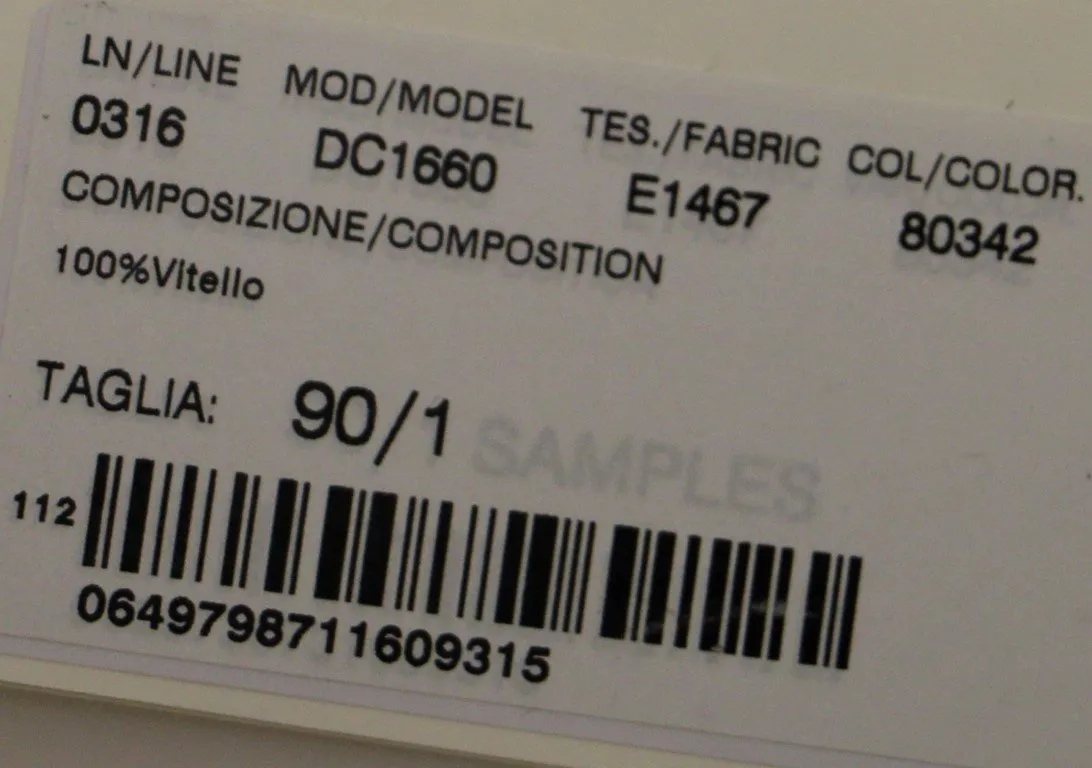 LN/LINE MOD/MODEL TES./FABRIC COL/COLOR.
0316 DC1660 E1467 80342
COMPOSIZIONE/COMPOSITION
100%Vitello
TAGLIA: 90/1 SAMPLES
112
0649798711609315